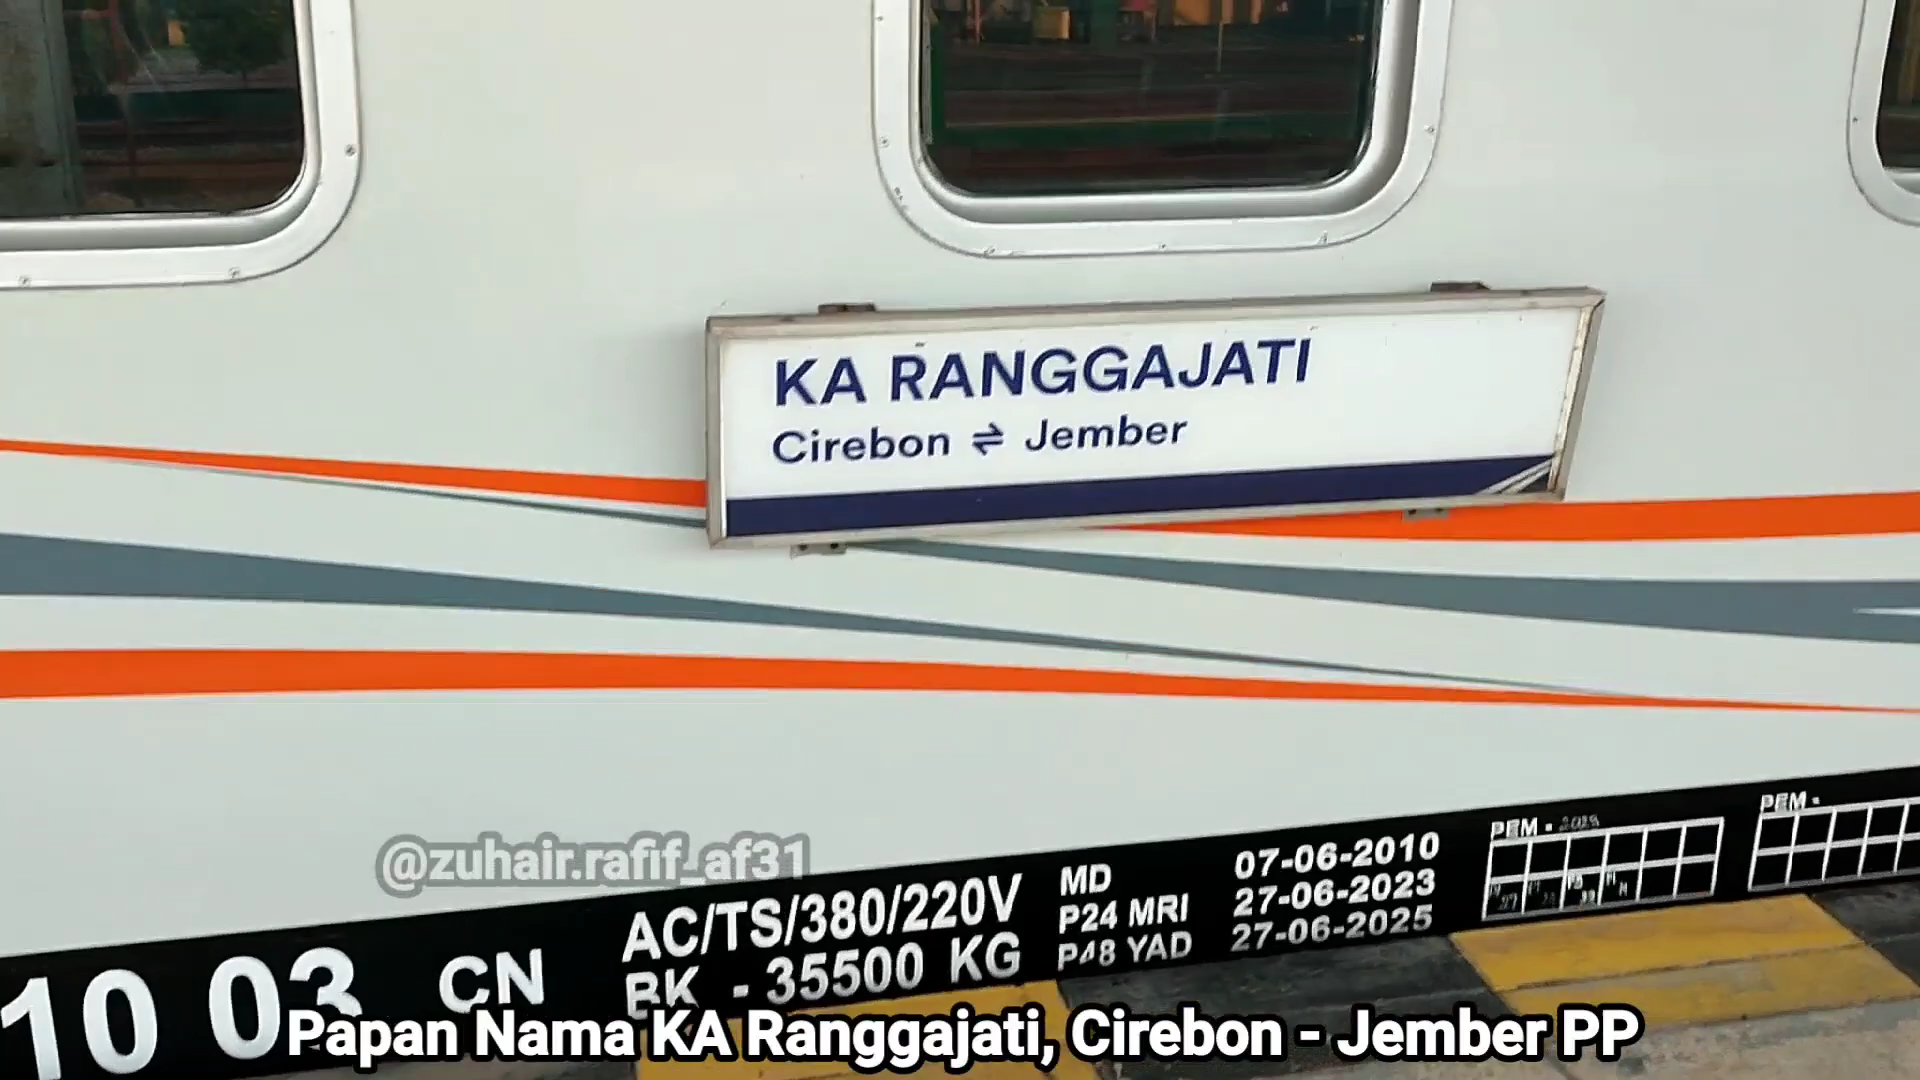 KA RANGGAJATI
Cirebon ⇌ Jember
@zuhair.rafif_af31
10 03 CN
AC/TS/380/220V
BK - 35500 KG
MD 07-06-2010
P24 MRI 27-06-2023
P48 YAD 27-06-2025
PEM -
PEM -
Papan Nama KA Ranggajati, Cirebon - Jember PP